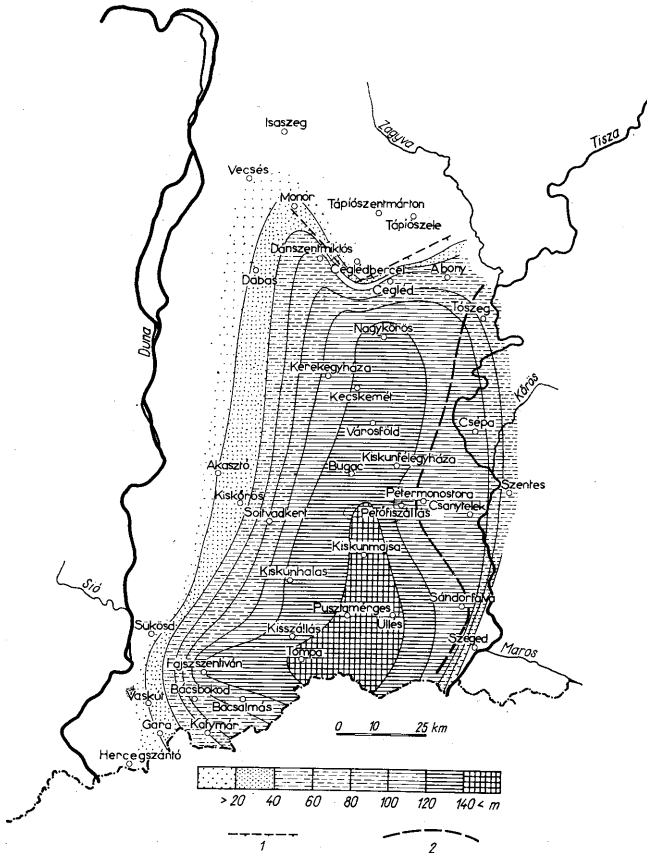 Isaszeg
Zagyva
Tisza
Vecsés
Monor
Tápiószentmárton
Tápiószele
Dánszentmiklós
Ceglédbercel
Abony
Dabas
Cegléd
Tószeg
Duna
Nagykőrös
Kerekegyháza
Kecskemét
Körös
Városföld
Csépa
Akasztó
Bugac
Kiskunfélegyháza
Kiskőrös
Szentes
Pétermonostora
Soltvadkert
Petőfiszállás
Csanytelek
Kiskunmajsa
Kiskunhalas
Sió
Sándorfalva
Pusztamérges
Üllés
Sükösd
Kisszállás
Szeged
Maros
Tompa
Fajszszentiván
Vaskút
Bácsbokod
Bácsalmás
Gara
Katymár
Hercegszántó
0 10 25 km
> 20 40 60 80 100 120 140 < m
1 2